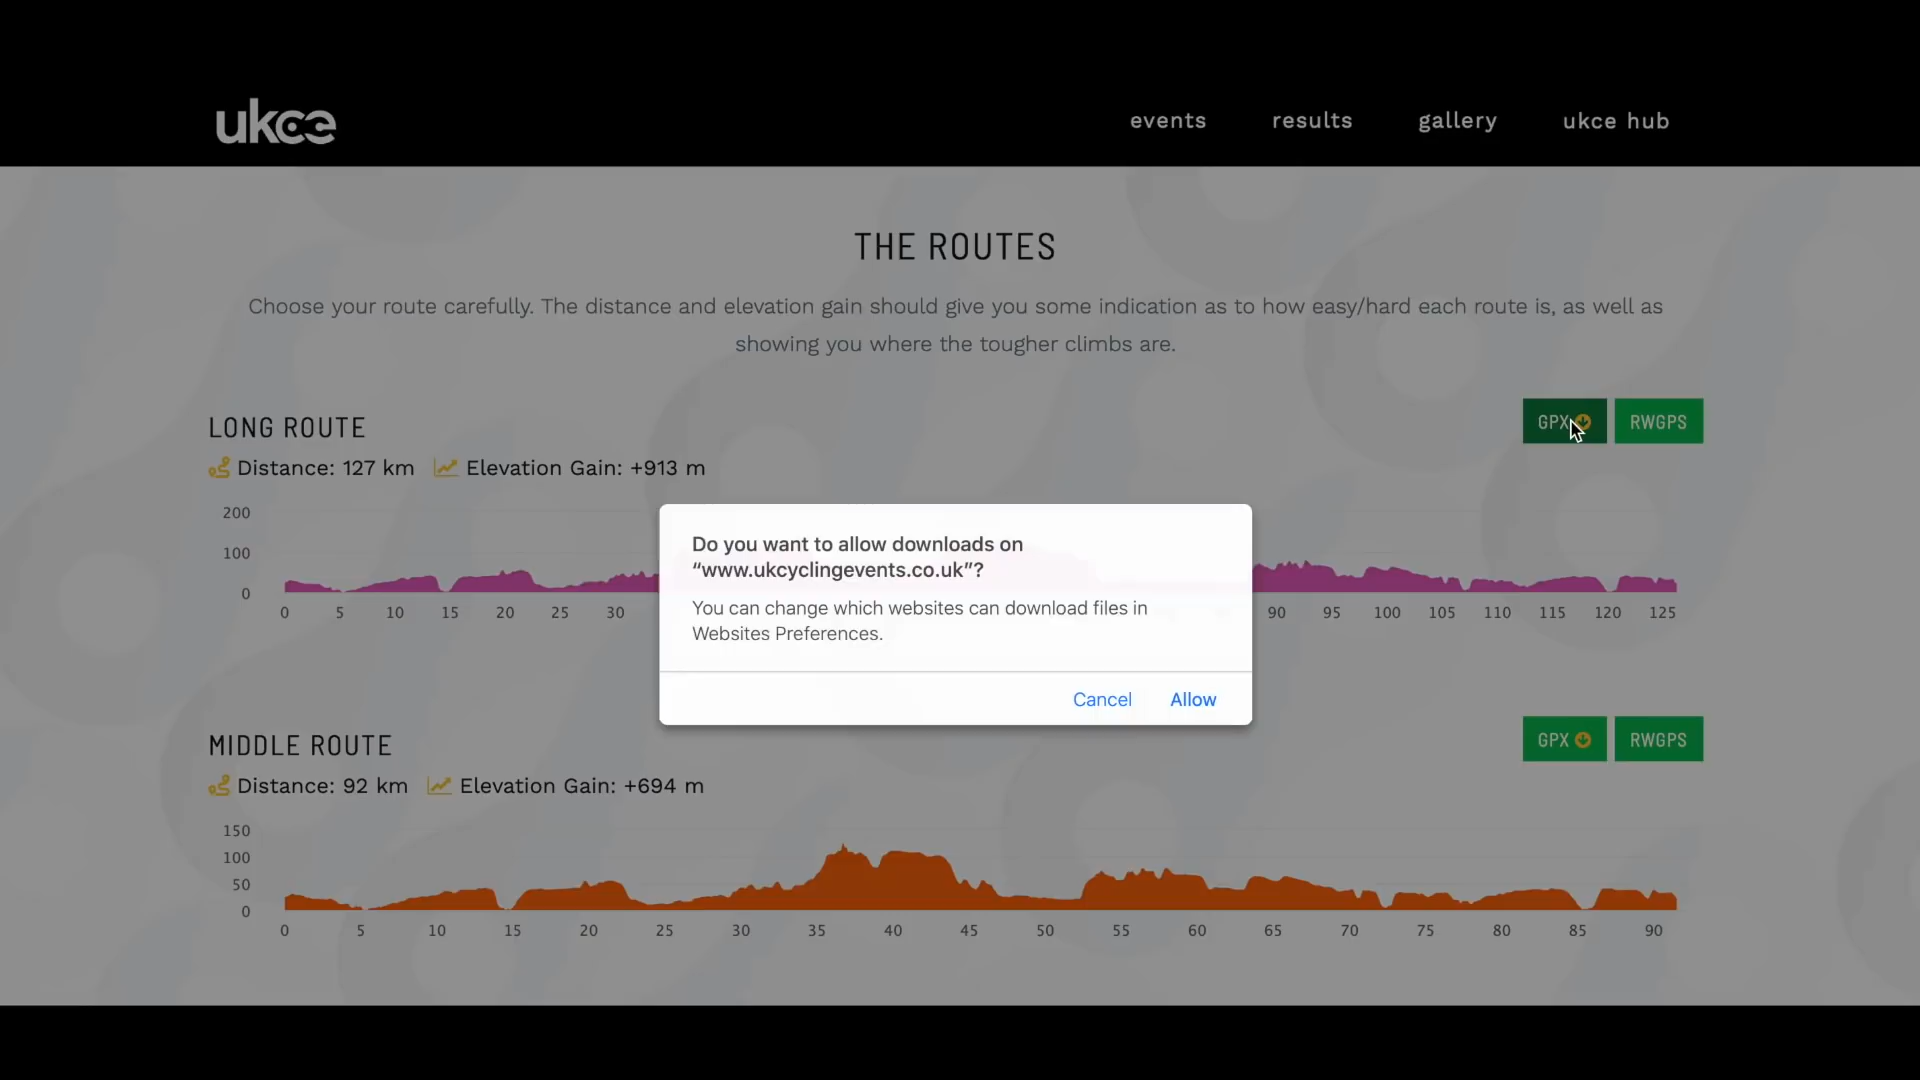 ukce
events results gallery ukce hub
THE ROUTES
Choose your route carefully. The distance and elevation gain should give you some indication as to how easy/hard each route is, as well as
showing you where the tougher climbs are.
LONG ROUTE
GPX RWGPS
Distance: 127 km Elevation Gain: +913 m
200
100
0
0 5 10 15 20 25 30 90 95 100 105 110 115 120 125
Do you want to allow downloads on
“www.ukcyclingevents.co.uk”?
You can change which websites can download files in
Websites Preferences.
Cancel Allow
MIDDLE ROUTE
GPX RWGPS
Distance: 92 km Elevation Gain: +694 m
150
100
50
0
0 5 10 15 20 25 30 35 40 45 50 55 60 65 70 75 80 85 90